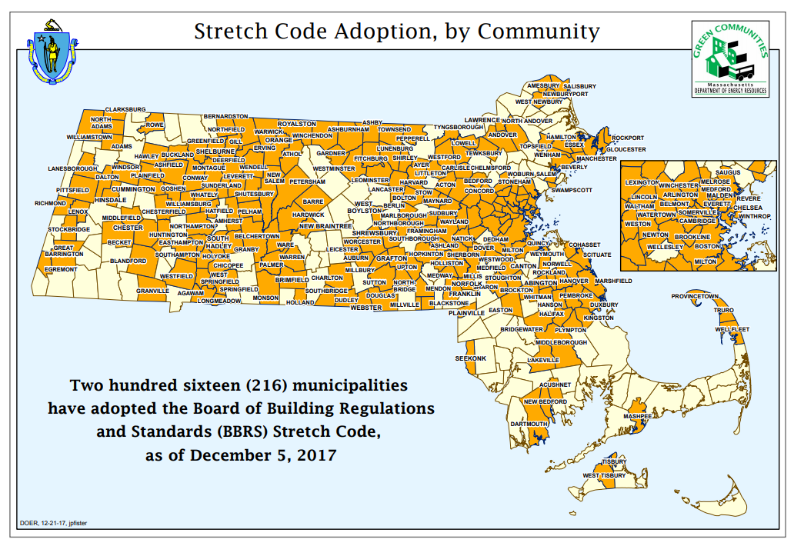 Stretch Code Adoption, by Community
GREEN COMMUNITIES
Massachusetts
DEPARTMENT OF ENERGY RESOURCES
AMESBURY
SALISBURY
NEWBURYPORT
WEST NEWBURY
CLARKSBURG
NORTH
ADAMS
ROWE
BERNARDSTON
NORTHFIELD
WARWICK
ROYALSTON
WINCHENDON
ASHBURNHAM
ASHBY
TOWNSEND
PEPPERELL
TYNGSBOROUGH
LAWRENCE
NORTH ANDOVER
ANDOVER
HAMILTON
ESSEX
ROCKPORT
GLOUCESTER
MANCHESTER
WILLIAMSTOWN
ADAMS
GREENFIELD
GILL
ORANGE
ERVING
ATHOL
GARDNER
LUNENBURG
FITCHBURG
SHIRLEY
WESTFORD
LOWELL
TEWKSBURY
TOPSFIELD
WENHAM
BEVERLY
LANESBOROUGH
WINDSOR
HAWLEY
BUCKLAND
SHELBURNE
DEERFIELD
ASHFIELD
MONTAGUE
WENDELL
NEW
SALEM
WESTMINSTER
LEOMINSTER
AYER
LITTLETON
CARLISLE
CHELMSFORD
WOBURN
SALEM
DALTON
PLAINFIELD
CONWAY
LEVERETT
SUNDERLAND
SHUTESBURY
PETERSHAM
LANCASTER
HARVARD
ACTON
BEDFORD
CONCORD
STONEHAM
SWAMPSCOTT
PITTSFIELD
HINSDALE
CUMMINGTON
GOSHEN
WILLIAMSBURG
RICHMOND
LENOX
MIDDLEFIELD
CHESTERFIELD
HATFIELD
AMHERST
PELHAM
BARRE
HARDWICK
WEST
BOYLSTON
BERLIN
BOLTON
STOW
MAYNARD
MARLBOROUGH
SUDBURY
NORTHBOROUGH
WAYLAND
STOCKBRIDGE
CHESTER
NORTHAMPTON
NEW BRAINTREE
SHREWSBURY
FRAMINGHAM
GREAT
BARRINGTON
BECKET
HUNTINGTON
EASTHAMPTON
SOUTH
HADLEY
BELCHERTOWN
GRANBY
WARE
LEICESTER
WORCESTER
SOUTHBOROUGH
ASHLAND
NATICK
DEDHAM
DOVER
MILTON
QUINCY
COHASSET
SCITUATE
EGREMONT
BLANDFORD
SOUTHAMPTON
HOLYOKE
CHICOPEE
PALMER
WARREN
AUBURN
GRAFTON
HOPKINTON
SHERBORN
HOLLISTON
WESTWOOD
MEDFIELD
CANTON
WEYMOUTH
NORWELL
ROCKLAND
WESTFIELD
WEST
SPRINGFIELD
SPRINGFIELD
BRIMFIELD
CHARLTON
MILLBURY
UPTON
MEDWAY
MILLIS
NORFOLK
STOUGHTON
SHARON
ABINGTON
HANOVER
MARSHFIELD
GRANVILLE
AGAWAM
LONGMEADOW
MONSON
HOLLAND
SOUTHBRIDGE
DUDLEY
WEBSTER
SUTTON
DOUGLAS
NORTH
BRIDGE
MENDON
FRANKLIN
BROCKTON
WHITMAN
PEMBROKE
HANSON
DUXBURY
MILLVILLE
BLACKSTONE
PLAINVILLE
EASTON
HALIFAX
KINGSTON
BRIDGEWATER
PLYMPTON
MIDDLEBOROUGH
SEEKONK
LAKEVILLE
ACUSHNET
NEW BEDFORD
DARTMOUTH
MASHPEE
TISBURY
WEST TISBURY
PROVINCETOWN
TRURO
WELLFLEET
SAUGUS
LEXINGTON
WINCHESTER
MELROSE
MEDFORD
MALDEN
REVERE
LINCOLN
ARLINGTON
WALTHAM
BELMONT
EVERETT
CHELSEA
SOMERVILLE
WATERTOWN
CAMBRIDGE
WINTHROP
WESTON
NEWTON
BROOKLINE
WELLESLEY
BOSTON
MILTON
Two hundred sixteen (216) municipalities
have adopted the Board of Building Regulations
and Standards (BBRS) Stretch Code,
as of December 5, 2017
DOER, 12-21-17, jpfister